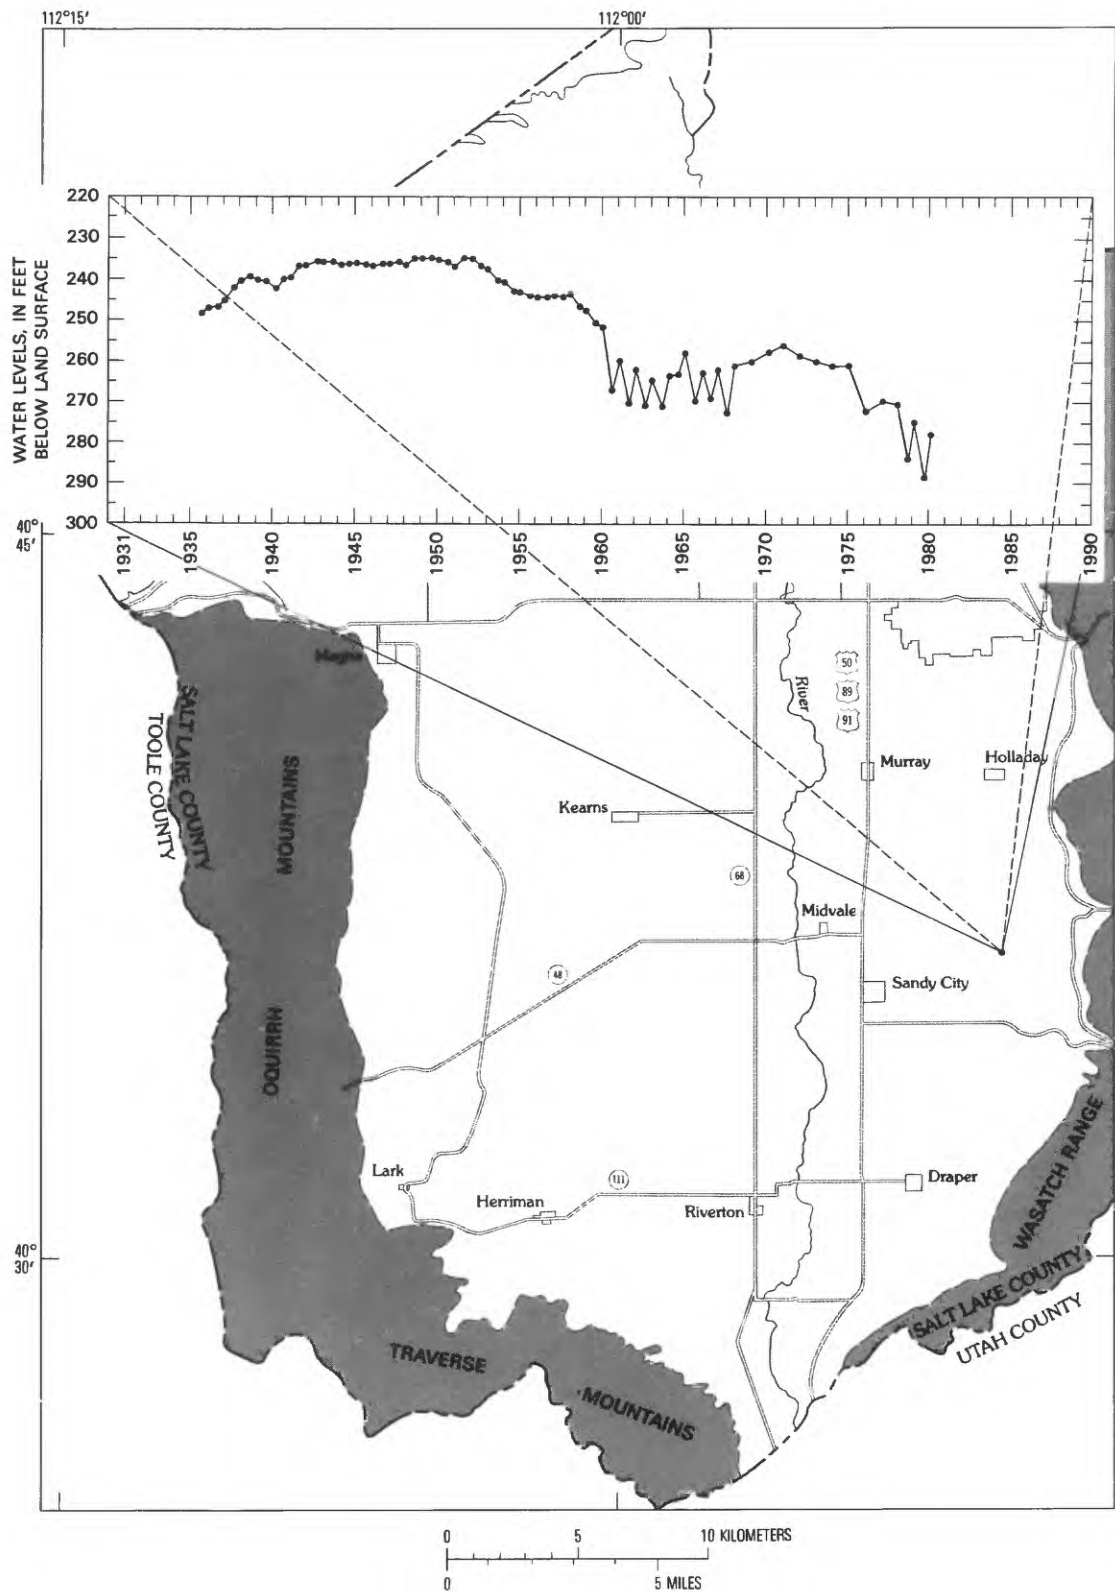 112°15'
112°00'
WATER LEVELS, IN FEET
BELOW LAND SURFACE
220
230
240
250
260
270
280
290
300
40°
45'
1931
1935
1940
1945
1950
1955
1960
1965
1970
1975
1980
1985
1990
Magna
50
89
91
River
SALT LAKE COUNTY
TOOLE COUNTY
MOUNTAINS
Murray
Holladay
Kearns
68
Midvale
48
Sandy City
OQUIRRH
Lark
Herriman
111
Riverton
Draper
WASATCH RANGE
40°
30'
SALT LAKE COUNTY
UTAH COUNTY
TRAVERSE
MOUNTAINS
0 5 10 KILOMETERS
0 5 MILES